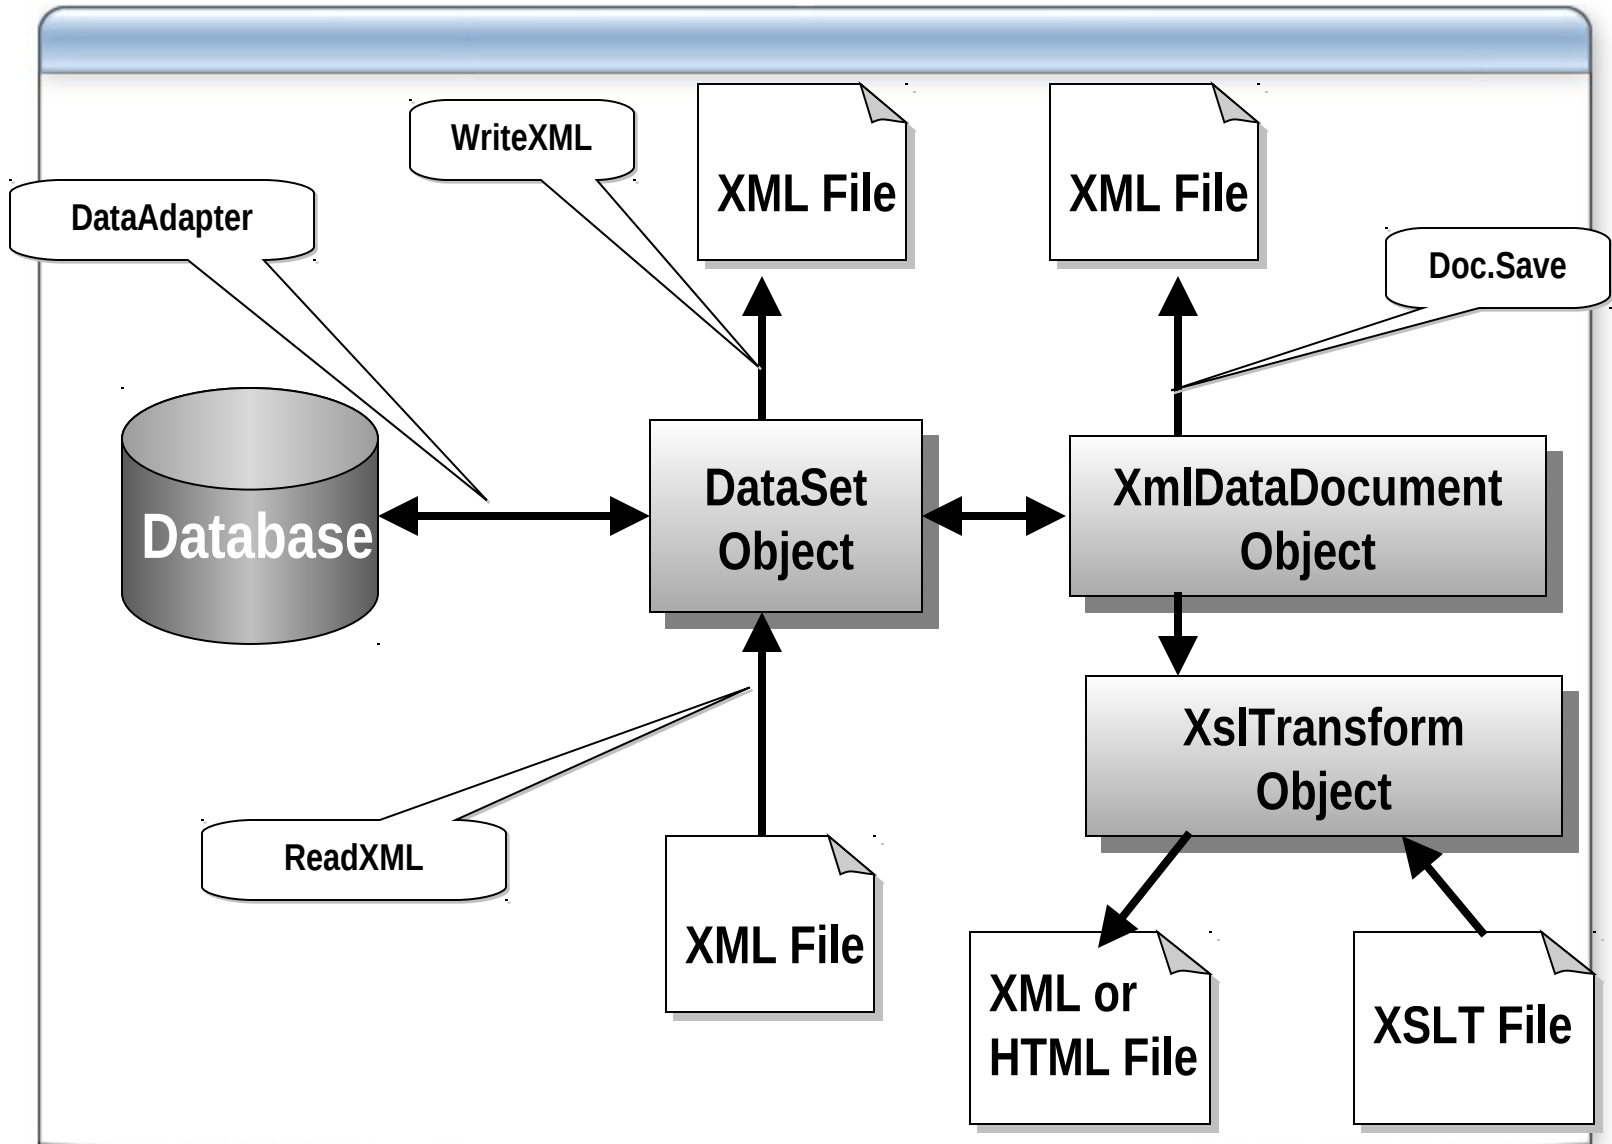 WriteXML
XML File
XML File
DataAdapter
Doc.Save
Database
DataSet
Object
XmlDataDocument
Object
XslTransform
Object
ReadXML
XML File
XML or
HTML File
XSLT File